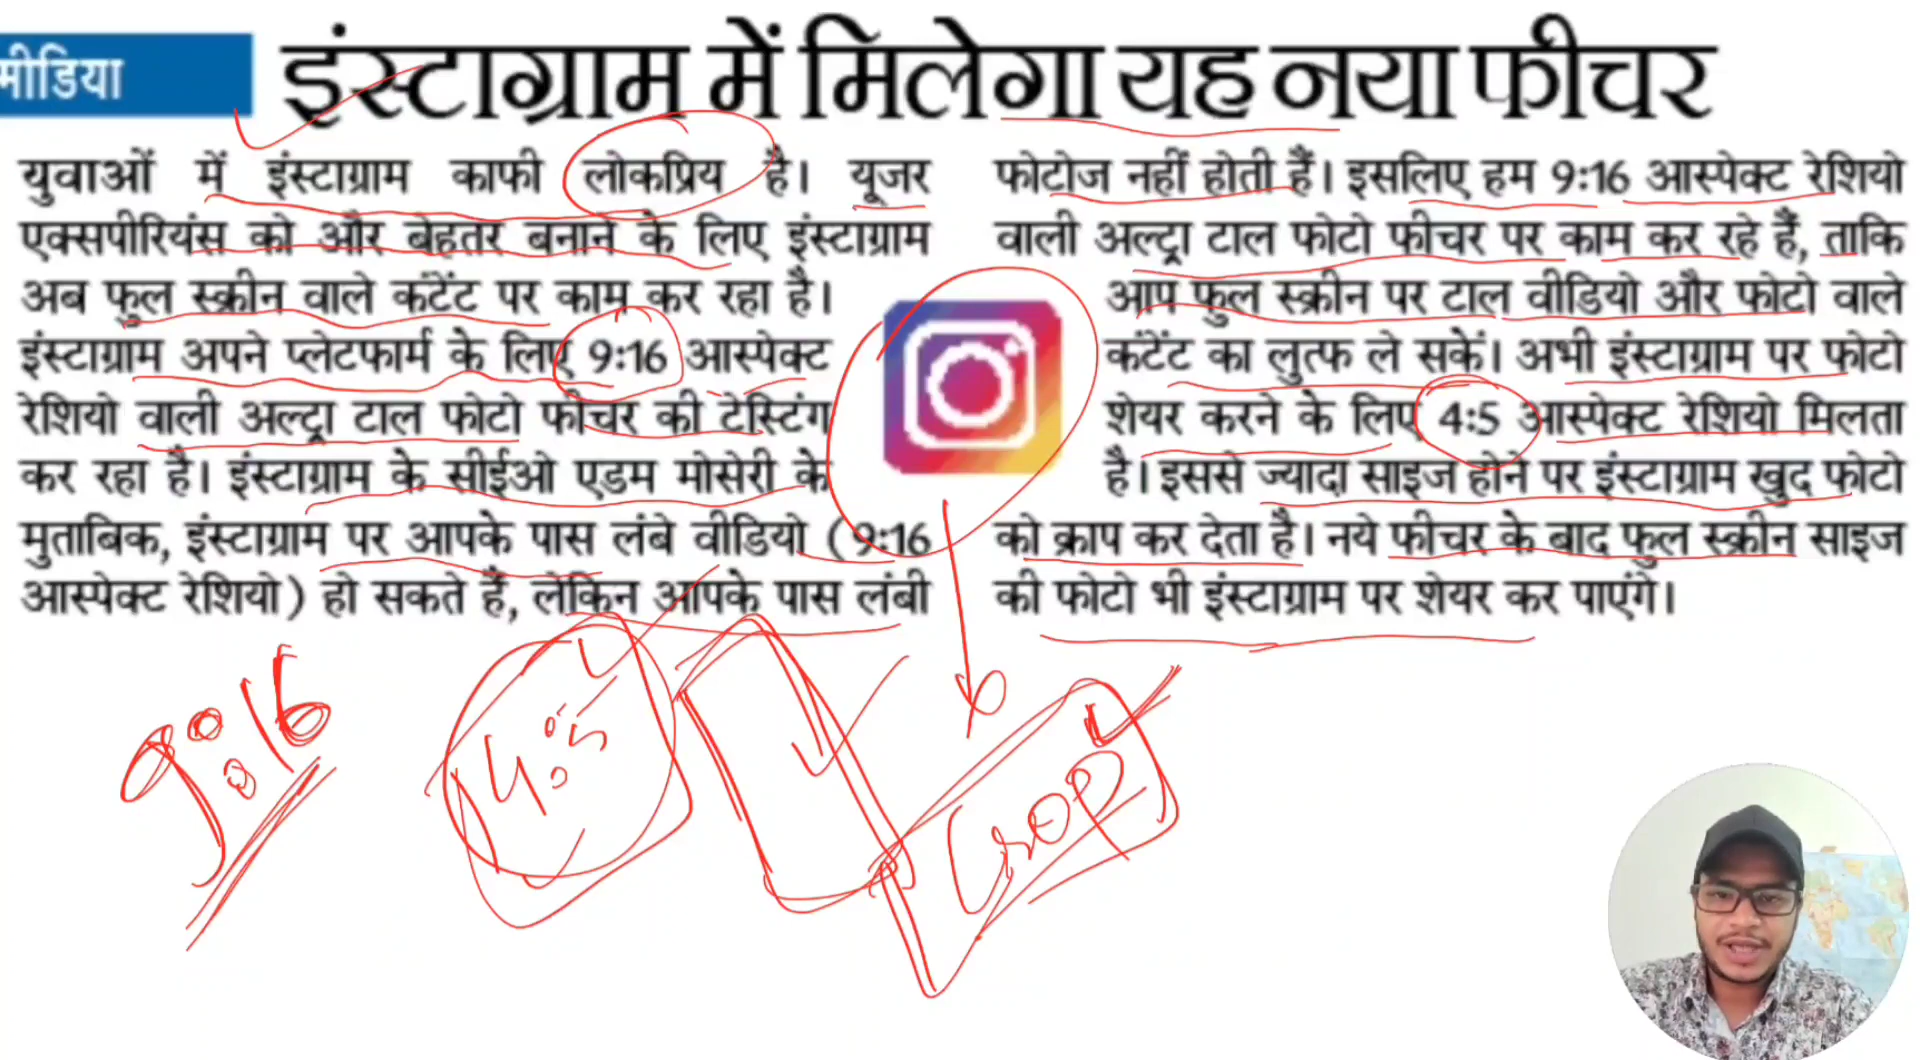 मीडिया
इंस्टाग्राम में मिलेगा यह नया फीचर
युवाओं में इंस्टाग्राम काफी लोकप्रिय है। यूजर
एक्सपीरियंस को और बेहतर बनाने के लिए इंस्टाग्राम
अब फुल स्क्रीन वाले कंटेंट पर काम कर रहा है।
इंस्टाग्राम अपने प्लेटफार्म के लिए 9:16 आस्पेक्ट
रेशियो वाली अल्ट्रा टाल फोटो फीचर की टेस्टिंग
कर रहा है। इंस्टाग्राम के सीईओ एडम मोसेरी के
मुताबिक, इंस्टाग्राम पर आपके पास लंबे वीडियो (9:16
आस्पेक्ट रेशियो) हो सकते हैं, लेकिन आपके पास लंबी
फोटोज नहीं होती हैं। इसलिए हम 9:16 आस्पेक्ट रेशियो
वाली अल्ट्रा टाल फोटो फीचर पर काम कर रहे हैं, ताकि
आप फुल स्क्रीन पर टाल वीडियो और फोटो वाले
कंटेंट का लुत्फ ले सकें। अभी इंस्टाग्राम पर फोटो
शेयर करने के लिए 4:5 आस्पेक्ट रेशियो मिलता
है। इससे ज्यादा साइज होने पर इंस्टाग्राम खुद फोटो
को क्राप कर देता है। नये फीचर के बाद फुल स्क्रीन साइज
की फोटो भी इंस्टाग्राम पर शेयर कर पाएंगे।
9:16
4:5
Crop